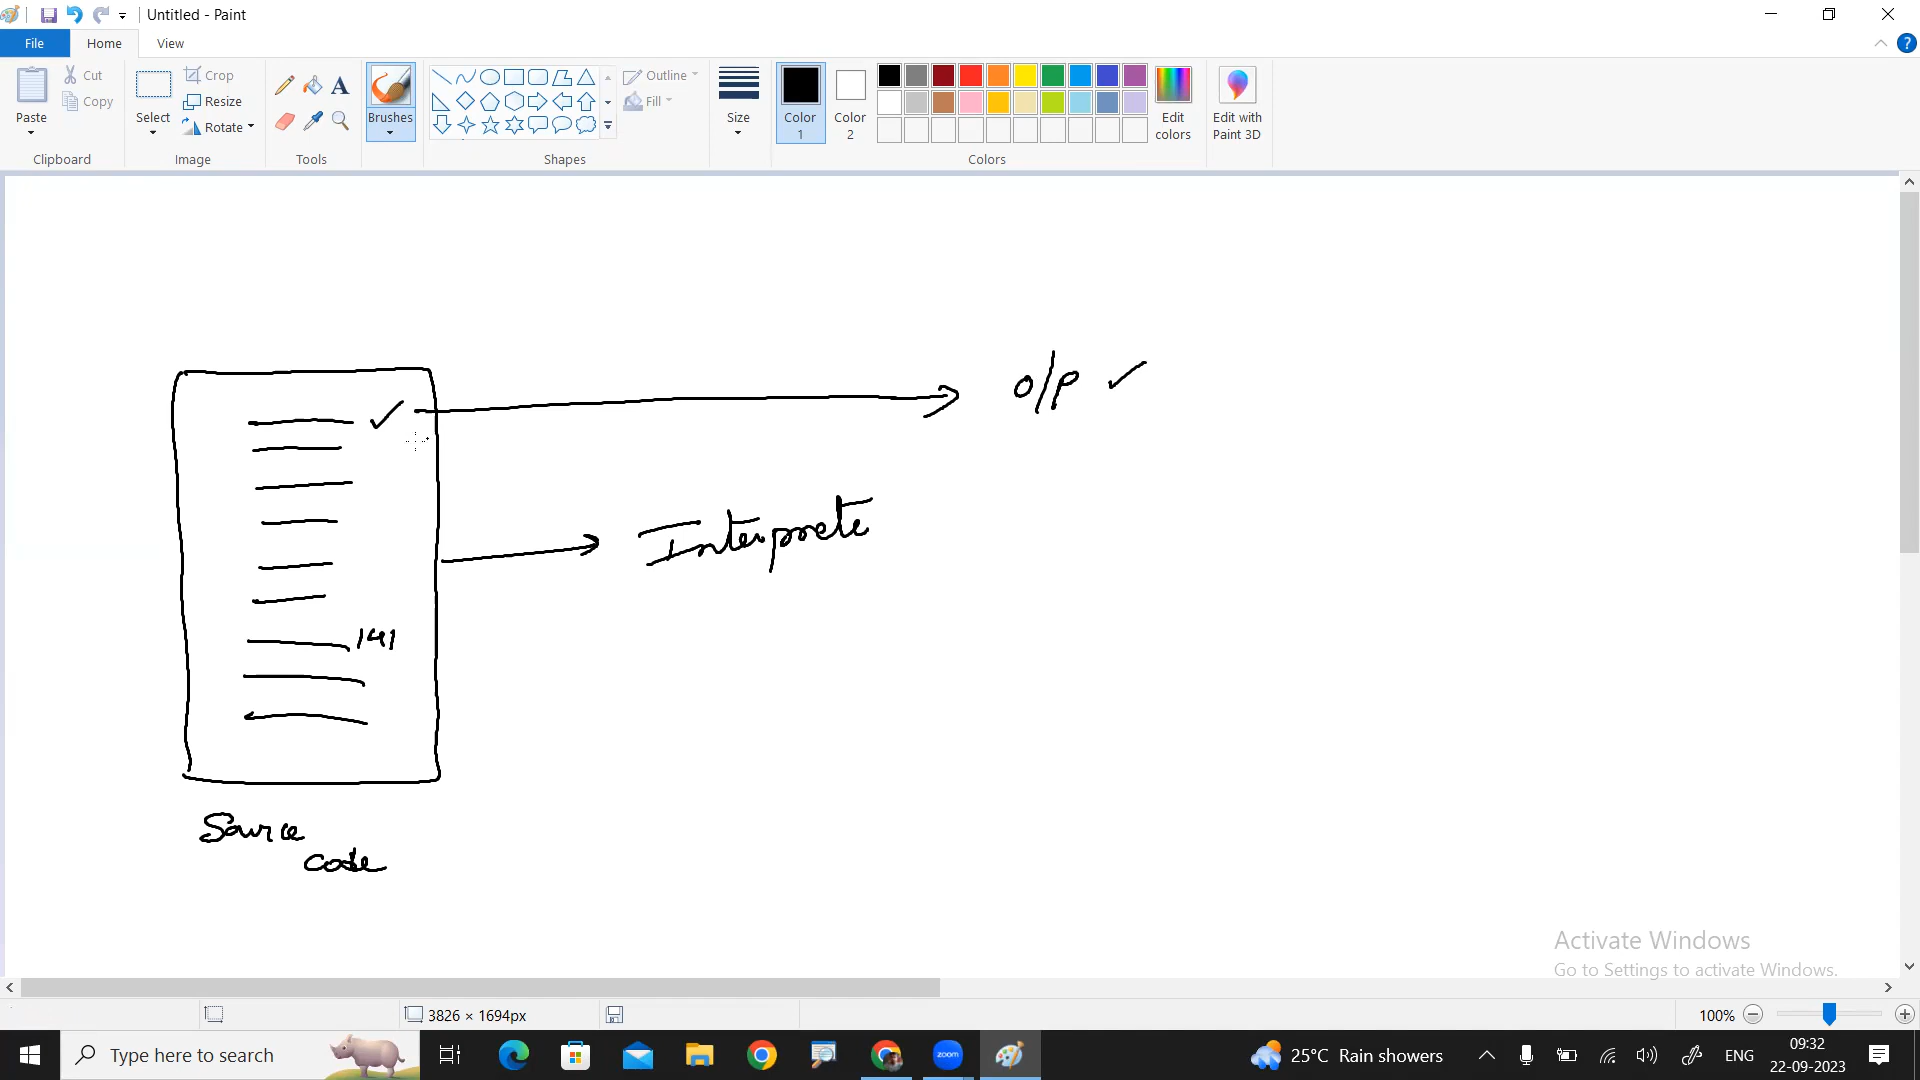 Untitled - Paint
File Home View
Paste
Cut
Copy
Clipboard
Select
Crop
Resize
Rotate
Image
Tools
Brushes
Shapes
Outline
Fill
Size
Color 1
Color 2
Colors
Edit colors
Edit with Paint 3D
O/P
Interprete
141
Source
code
Activate Windows
Go to Settings to activate Windows.
3826 × 1694px
100%
Type here to search
zoom
25°C Rain showers
ENG
09:32
22-09-2023